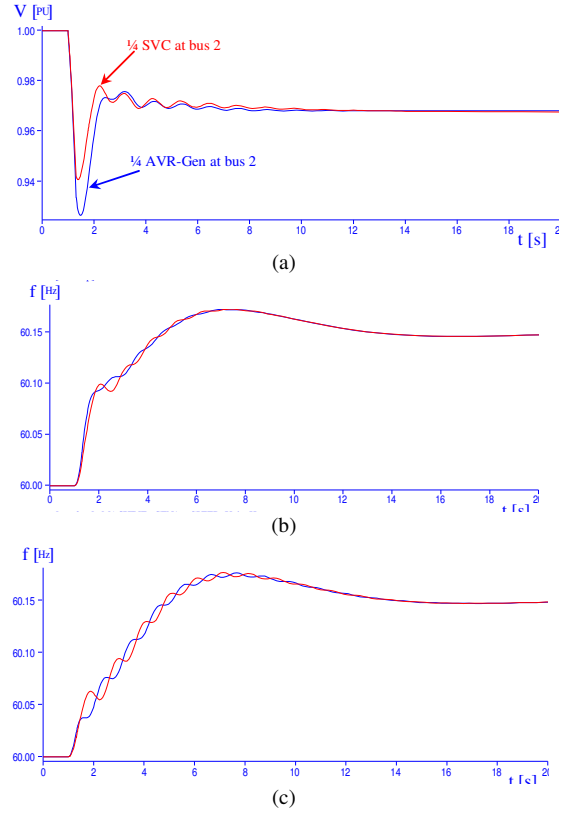 V [PU]
1.00
¼ SVC at bus 2
0.98
0.96
¼ AVR-Gen at bus 2
0.94
0 2 4 6 8 10 12 14 16 18 2
t [s]
(a)
f [Hz]
60.15
60.10
60.05
60.00
0 2 4 6 8 10 12 14 16 18 20
t [s]
(b)
f [Hz]
60.15
60.10
60.05
60.00
0 2 4 6 8 10 12 14 16 18 20
t [s]
(c)